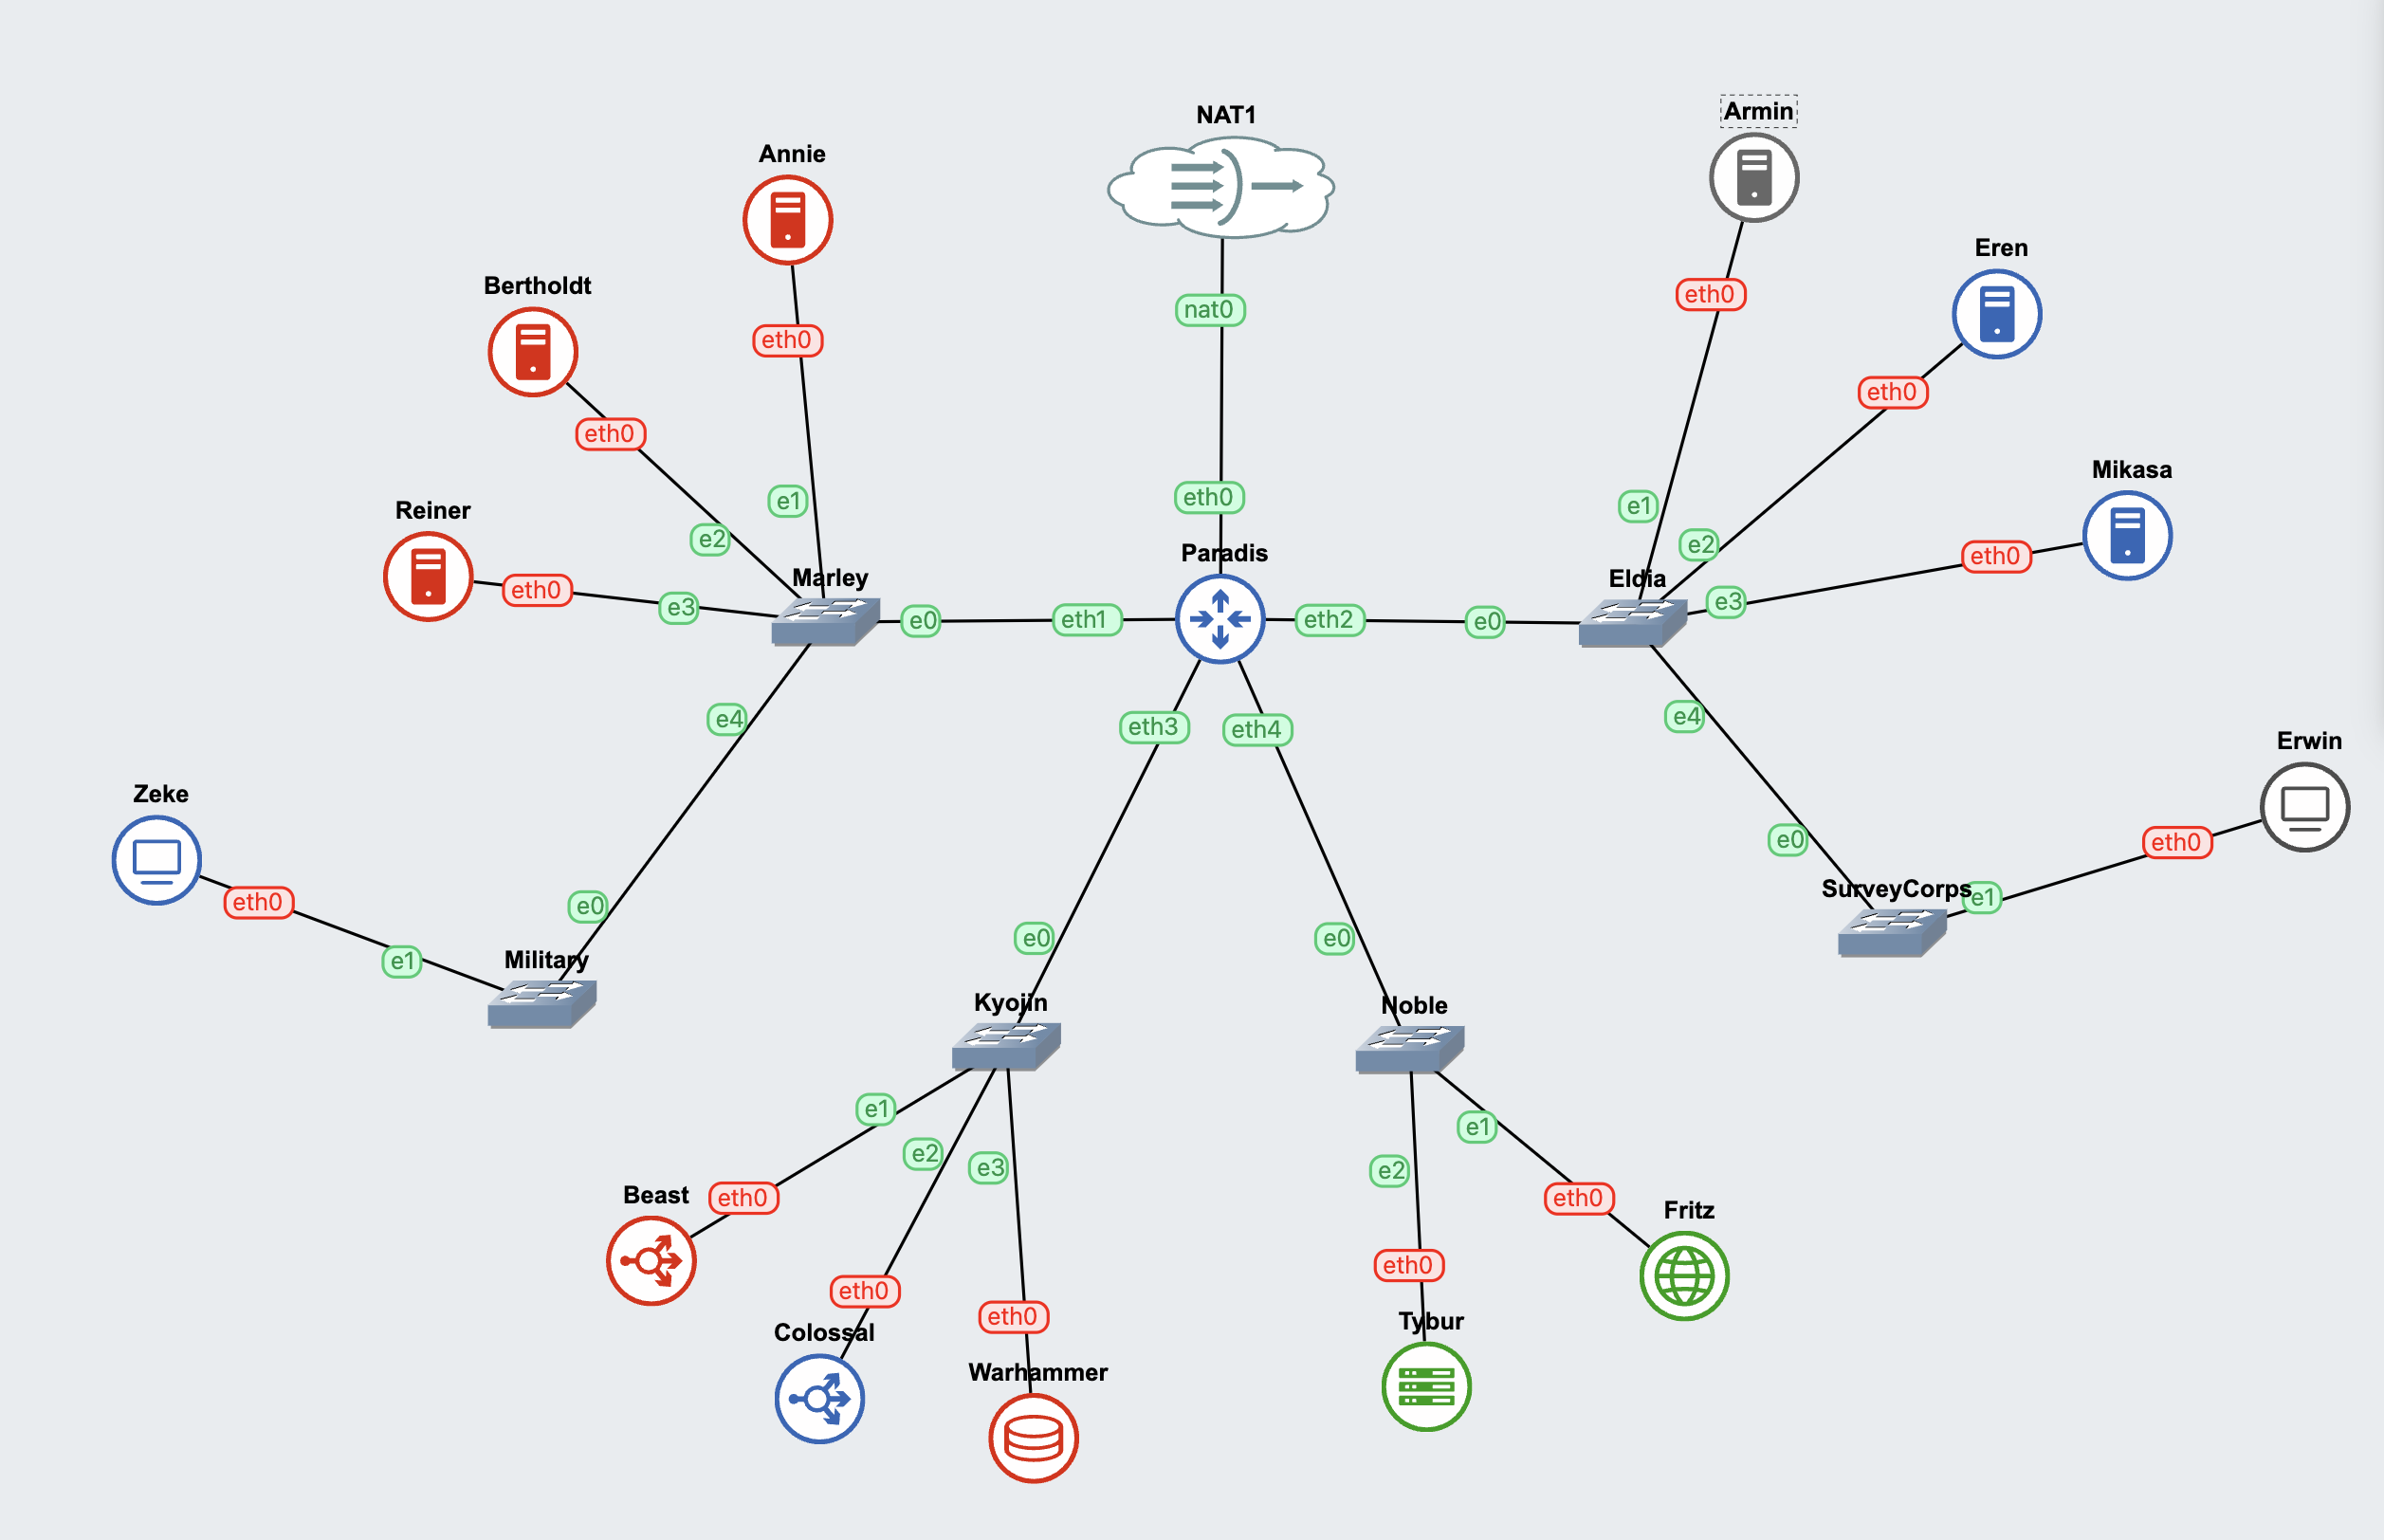 Armin
NAT1
Annie
Eren
Bertholdt
eth0
nat0
eth0
eth0
eth0
Mikasa
eth0
eth0
e1
e1
Reiner
e2
e2
Paradis
eth0
Marley
Eldia
eth0
e3
e3
e0
eth1
eth2
e0
e4
eth3
eth4
e4
Erwin
Zeke
e0
eth0
SurveyCorps
e1
eth0
e0
e0
e0
e1
Military
Kyojin
Noble
e1
e1
e2
e3
e2
Beast
eth0
eth0
Fritz
eth0
eth0
eth0
Colossal
Tybur
Warhammer